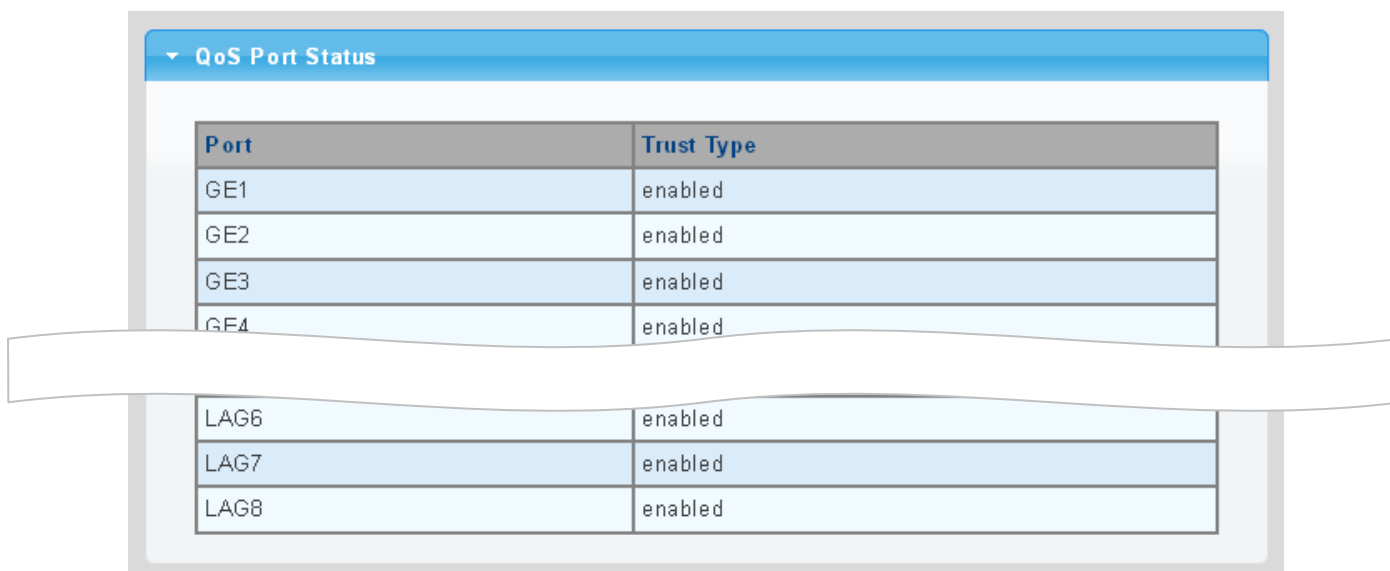 QoS Port Status
Port Trust Type
GE1 enabled
GE2 enabled
GE3 enabled
GE4 enabled
LAG6 enabled
LAG7 enabled
LAG8 enabled